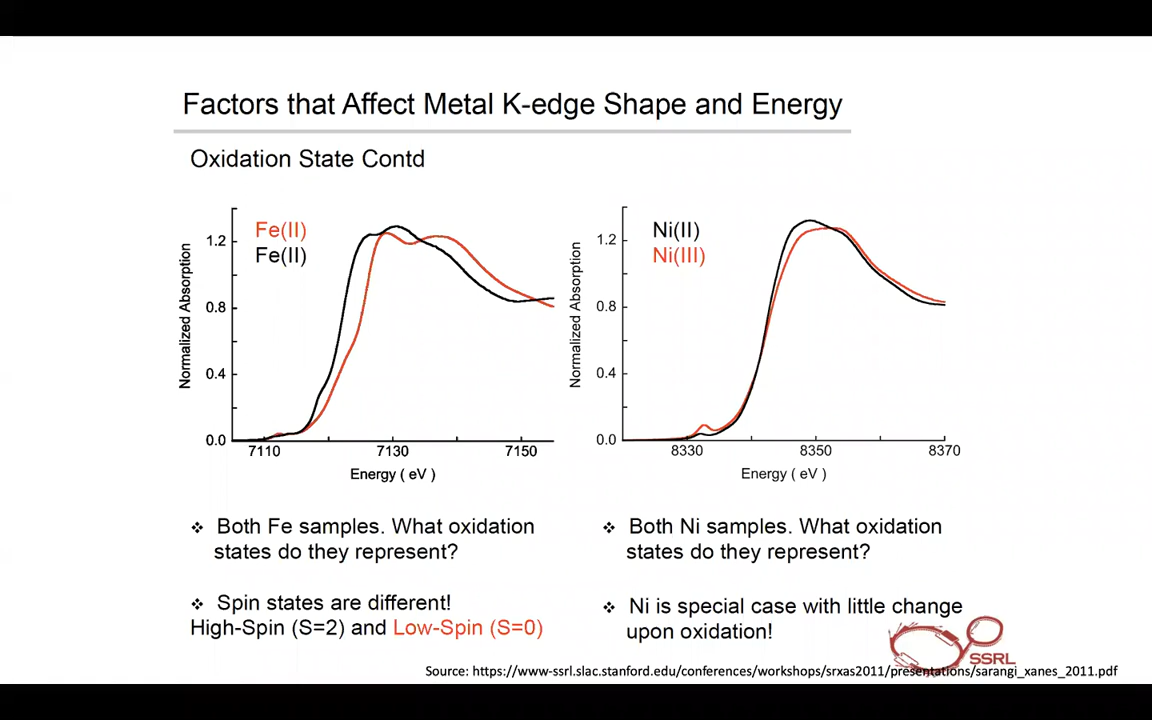 Factors that Affect Metal K-edge Shape and Energy
Oxidation State Contd
Fe(II)
Fe(II)
Normalized Absorption
1.2
0.8
0.4
0.0
7110
7130
7150
Energy ( eV )
Ni(II)
Ni(III)
Normalized Absorption
1.2
0.8
0.4
0.0
8330
8350
8370
Energy ( eV )
❖ Both Fe samples. What oxidation
states do they represent?
❖ Spin states are different!
High-Spin (S=2) and Low-Spin (S=0)
❖ Both Ni samples. What oxidation
states do they represent?
❖ Ni is special case with little change
upon oxidation!
SSRL
Source: https://www-ssrl.slac.stanford.edu/conferences/workshops/srxas2011/presentations/sarangi_xanes_2011.pdf